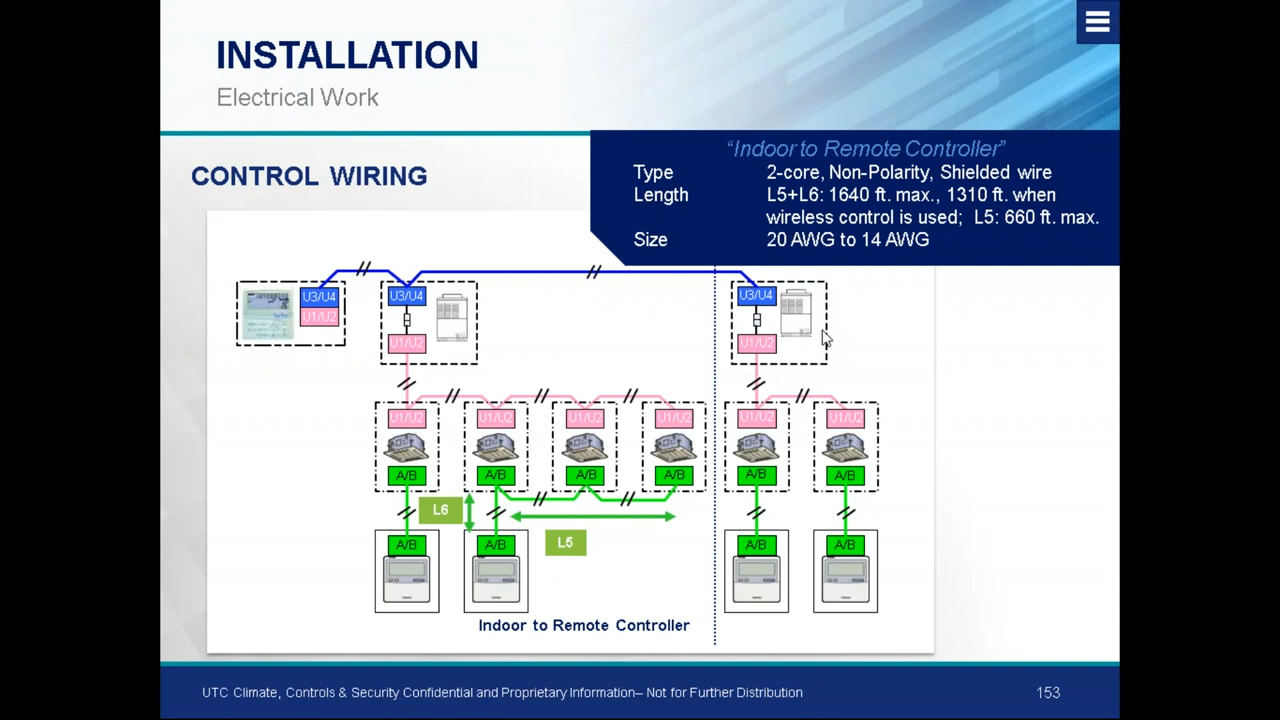 INSTALLATION
Electrical Work
CONTROL WIRING
“Indoor to Remote Controller”
Type 2-core, Non-Polarity, Shielded wire
Length L5+L6: 1640 ft. max., 1310 ft. when
wireless control is used; L5: 660 ft. max.
Size 20 AWG to 14 AWG
U3/U4 U3/U4 U3/U4
U1/U2
U1/U2 U1/U2
U1/U2 U1/U2 U1/U2 U1/U2 U1/U2 U1/U2
A/B A/B A/B A/B A/B A/B
L6
L5
A/B A/B A/B A/B
Indoor to Remote Controller
UTC Climate, Controls & Security Confidential and Proprietary Information– Not for Further Distribution 153